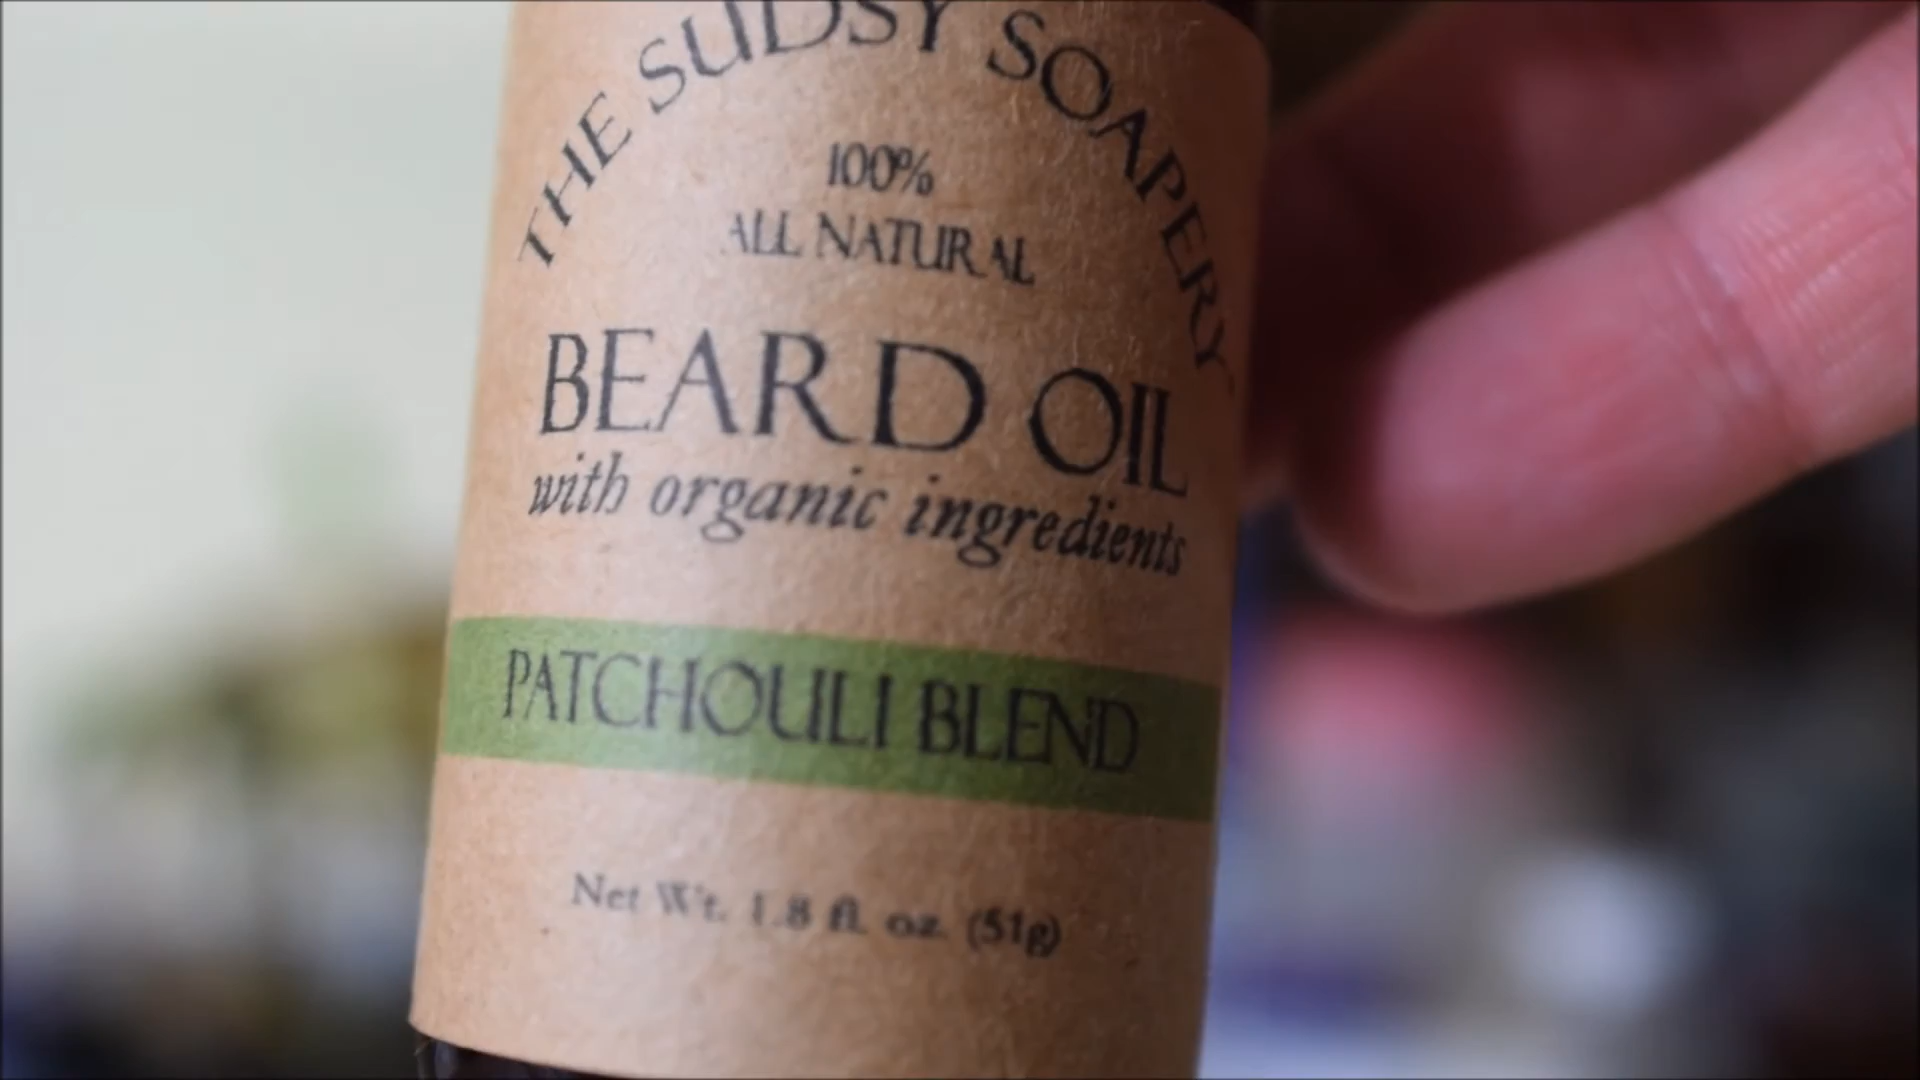 THE SUDSY SOAPERY
100%
ALL NATURAL
BEARD OIL
with organic ingredients
PATCHOULI BLEND
Net Wt. 1.8 fl. oz. (51g)